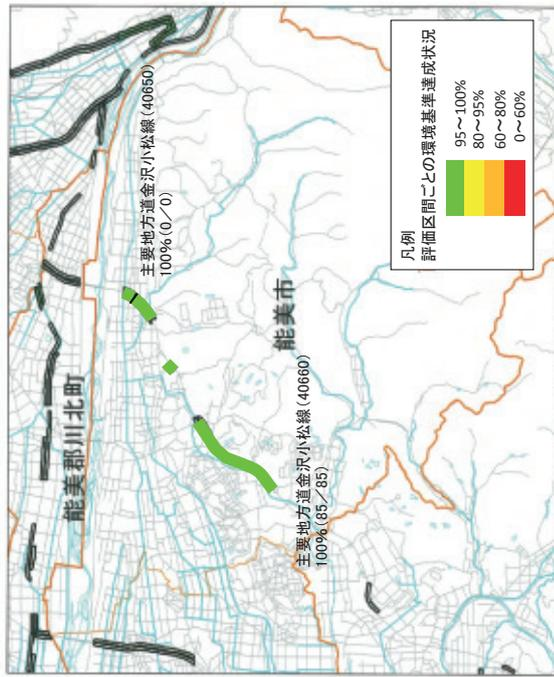 能美郡川北町
主要地方道金沢小松線(40650)
100%(0/0)
能美市
主要地方道金沢小松線(40660)
100%(85/85)
凡例
評価区間ごとの環境基準達成状況
95~100%
80~95%
60~80%
0~60%